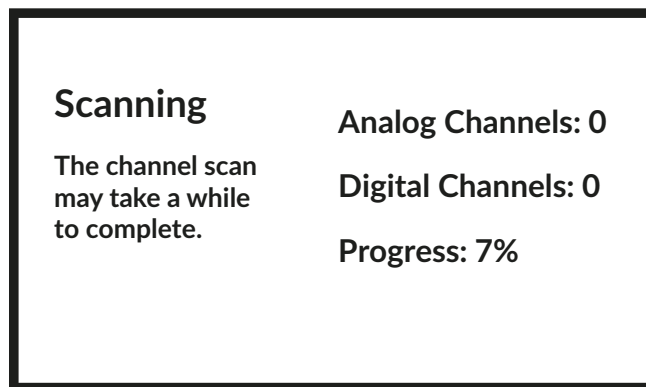 Scanning
The channel scan
may take a while
to complete.
Analog Channels: 0
Digital Channels: 0
Progress: 7%